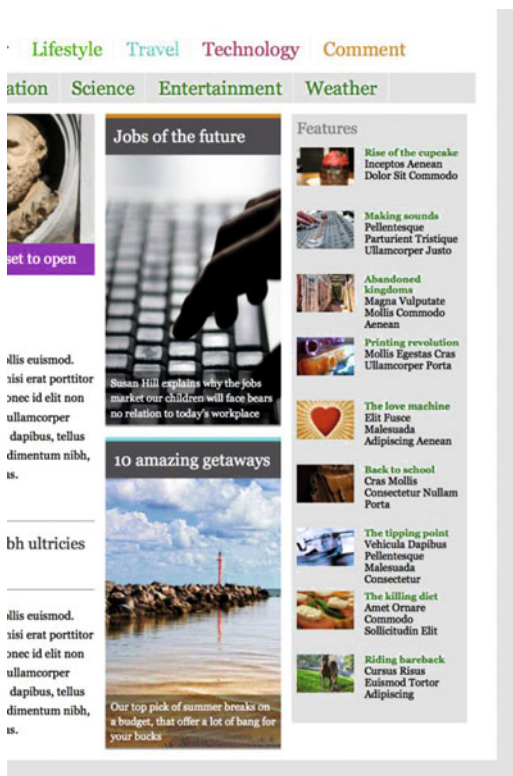 Lifestyle Travel Technology Comment
ation Science Entertainment Weather
set to open
ollis euismod.
nisi erat porttitor
onec id elit non
ullamcorper
dapibus, tellus
dimentum nibh,
us.
bh ultricies
ollis euismod.
nisi erat porttitor
onec id elit non
ullamcorper
dapibus, tellus
dimentum nibh,
us.
Jobs of the future
Susan Hill explains why the jobs
market our children will face bears
no relation to today's workplace
10 amazing getaways
Our top pick of summer breaks on
a budget, that offer a lot of bang for
your bucks
Features
Rise of the cupcake
Inceptos Aenean
Dolor Sit Commodo
Making sounds
Pellentesque
Parturient Tristique
Ullamcorper Justo
Abandoned
kingdoms
Magna Vulputate
Mollis Commodo
Aenean
Printing revolution
Mollis Egestas Cras
Ullamcorper Porta
The love machine
Elit Fusce
Malesuada
Adipiscing Aenean
Back to school
Cras Mollis
Consectetur Nullam
Porta
The tipping point
Vehicula Dapibus
Pellentesque
Malesuada
Consectetur
The killing diet
Amet Ornare
Commodo
Sollicitudin Elit
Riding bareback
Cursus Risus
Euismod Tortor
Adipiscing